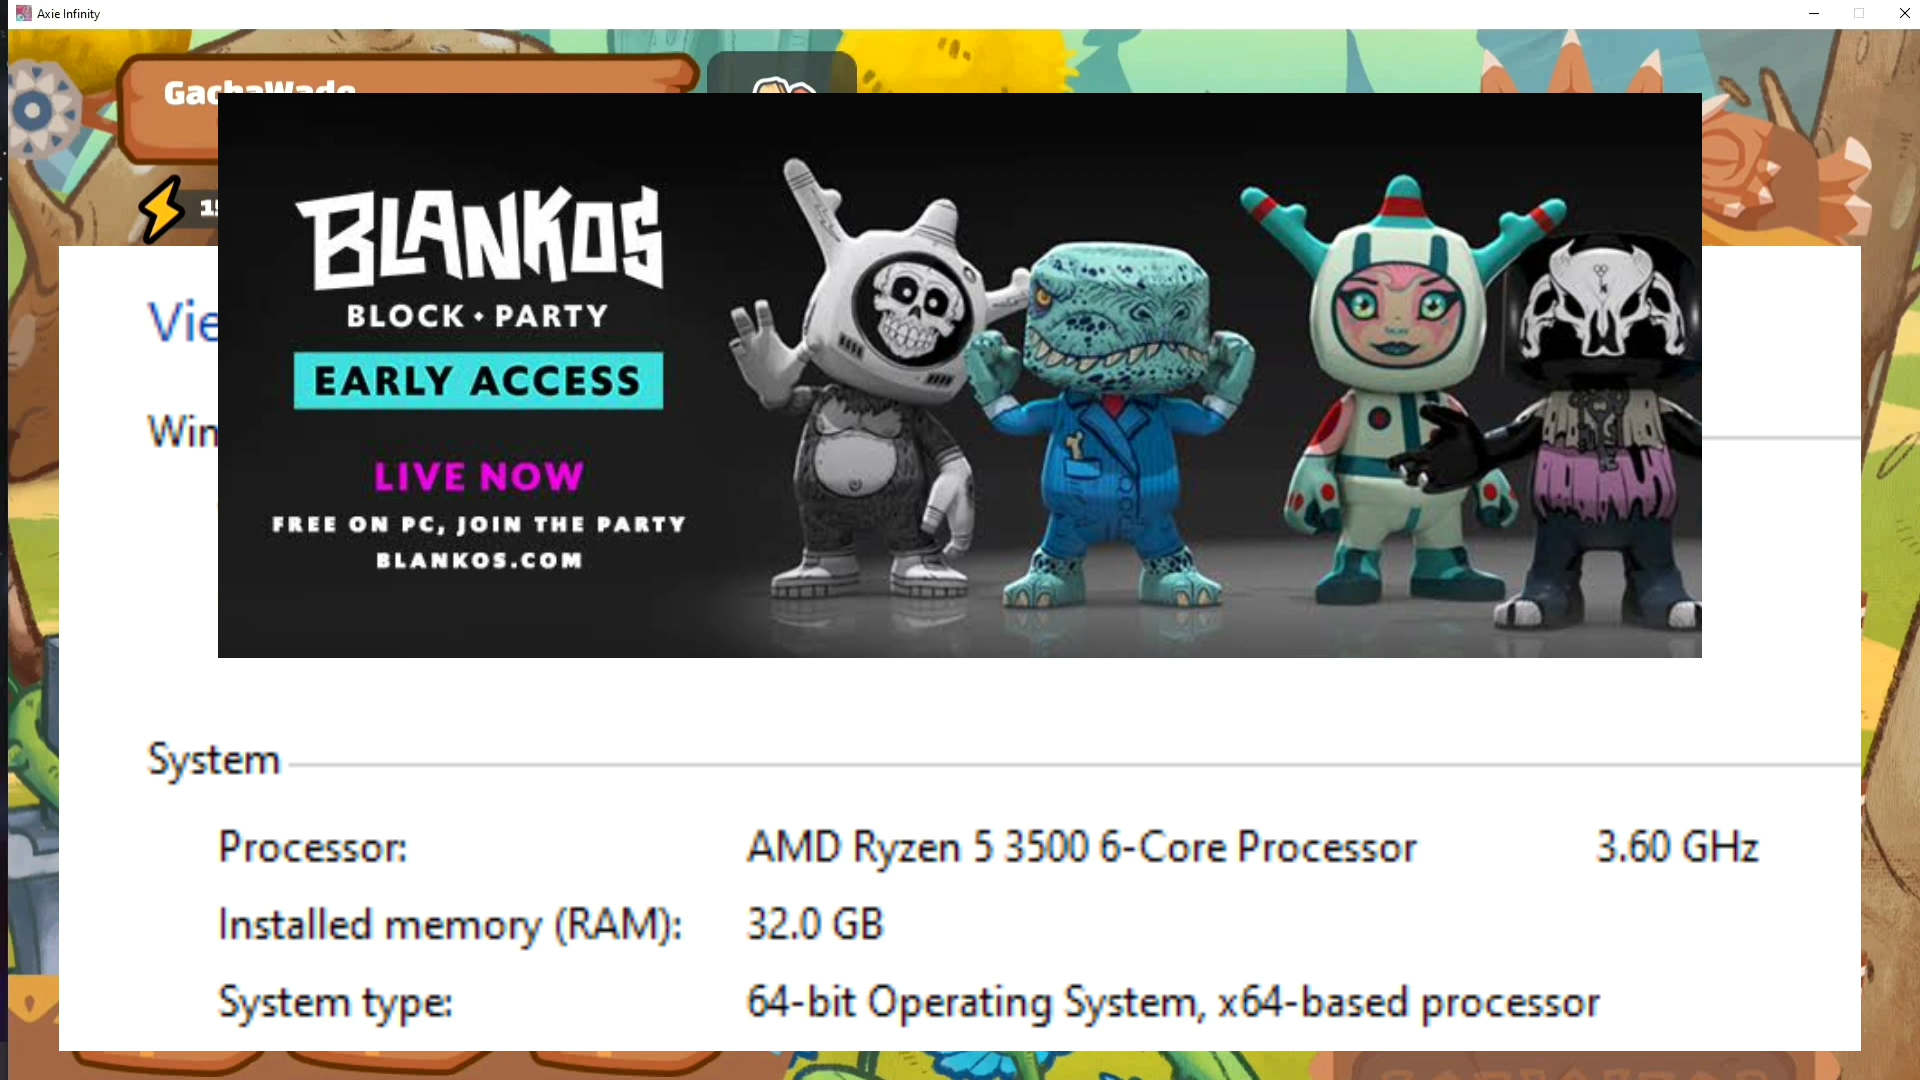 Axie Infinity
GachaWade
BLANKOS
BLOCK • PARTY
EARLY ACCESS
LIVE NOW
FREE ON PC, JOIN THE PARTY
BLANKOS.COM
System
Processor: AMD Ryzen 5 3500 6-Core Processor 3.60 GHz
Installed memory (RAM): 32.0 GB
System type: 64-bit Operating System, x64-based processor